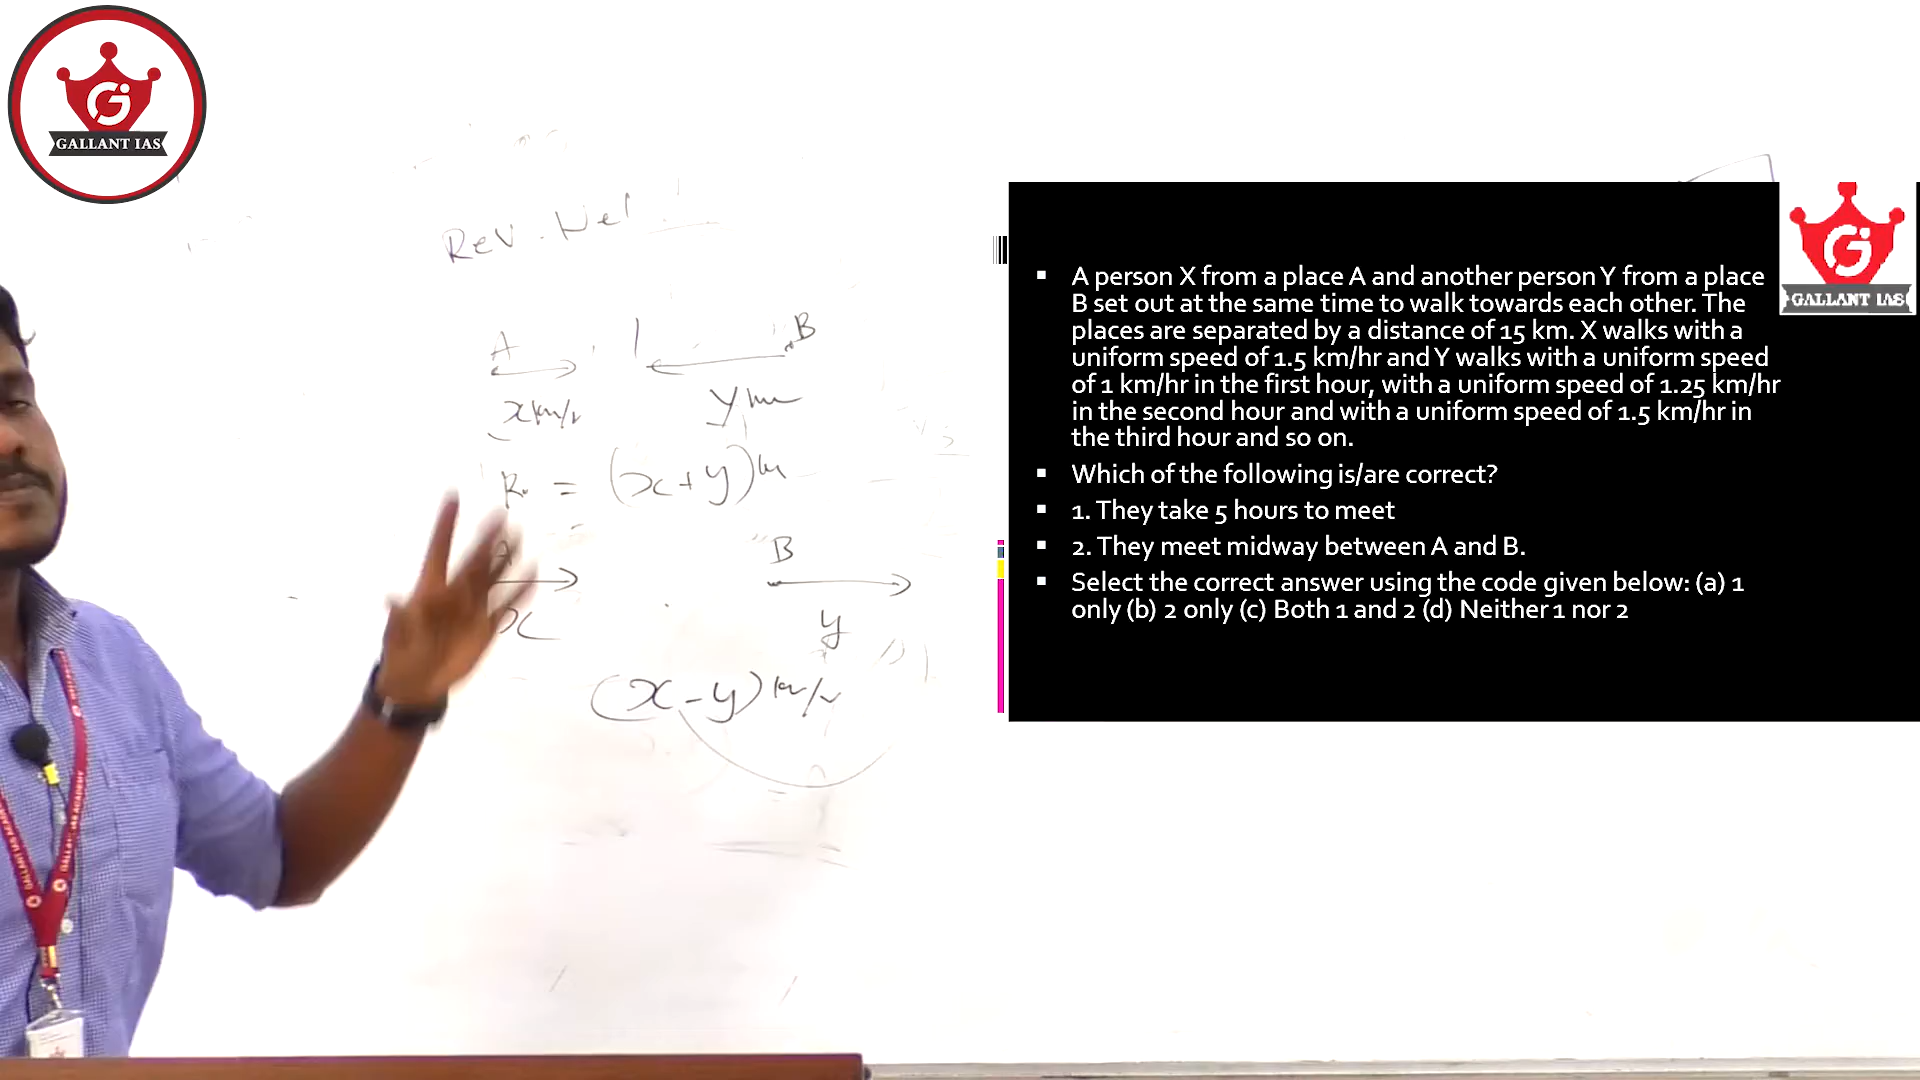 GALLANT IAS
A
B
x km/r
y km
R. = (x+y) km
B
x
y
(x-y) km/r
GALLANT IAS
▪ A person X from a place A and another person Y from a place
B set out at the same time to walk towards each other. The
places are separated by a distance of 15 km. X walks with a
uniform speed of 1.5 km/hr and Y walks with a uniform speed
of 1 km/hr in the first hour, with a uniform speed of 1.25 km/hr
in the second hour and with a uniform speed of 1.5 km/hr in
the third hour and so on.
▪ Which of the following is/are correct?
▪ 1. They take 5 hours to meet
▪ 2. They meet midway between A and B.
▪ Select the correct answer using the code given below: (a) 1
only (b) 2 only (c) Both 1 and 2 (d) Neither 1 nor 2